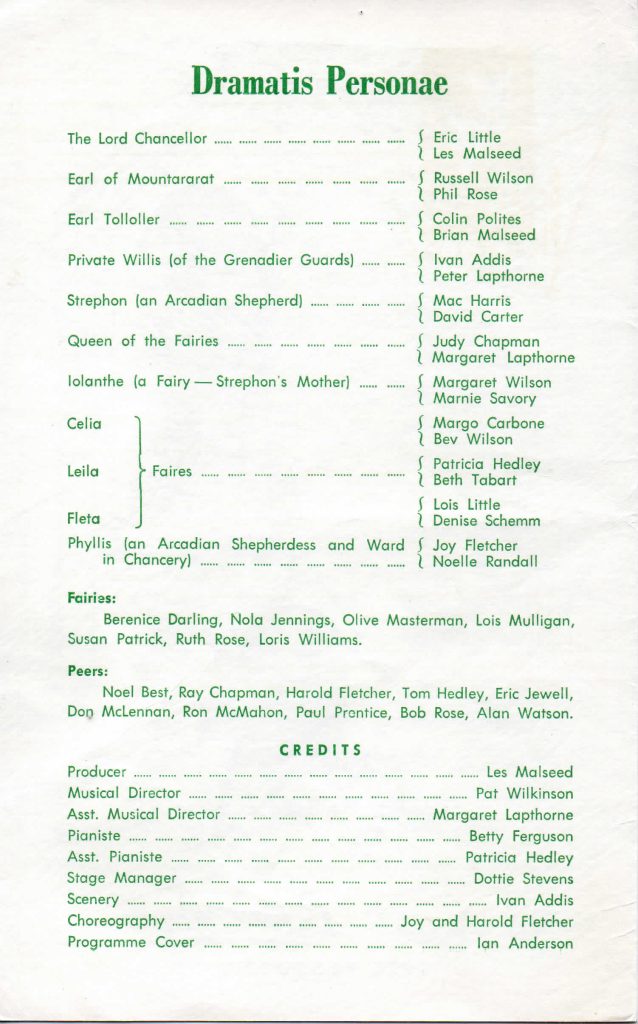 Dramatis Personae
The Lord Chancellor ...... ...... ...... ...... ...... ...... ...... ...... { Eric Little
{ Les Malseed
Earl of Mountararat ...... ...... ...... ...... ...... ...... ...... ...... { Russell Wilson
{ Phil Rose
Earl Tolloller ...... ...... ...... ...... ...... ...... ...... ...... ...... ...... { Colin Polites
{ Brian Malseed
Private Willis (of the Grenadier Guards) ...... ...... { Ivan Addis
{ Peter Lapthorne
Strephon (an Arcadian Shepherd) ...... ...... ...... ...... { Mac Harris
{ David Carter
Queen of the Fairies ...... ...... ...... ...... ...... ...... ...... ...... { Judy Chapman
{ Margaret Lapthorne
Iolanthe (a Fairy — Strephon's Mother) ...... ...... { Margaret Wilson
{ Marnie Savory
Celia { Margo Carbone
{ Bev Wilson
Leila } Faires ...... ...... ...... ...... ...... ...... ...... ...... ...... { Patricia Hedley
{ Beth Tabart
Fleta { Lois Little
{ Denise Schemm
Phyllis (an Arcadian Shepherdess and Ward { Joy Fletcher
in Chancery) ...... ...... ...... ...... ...... ...... ...... ...... { Noelle Randall
Fairies:
Berenice Darling, Nola Jennings, Olive Masterman, Lois Mulligan,
Susan Patrick, Ruth Rose, Loris Williams.
Peers:
Noel Best, Ray Chapman, Harold Fletcher, Tom Hedley, Eric Jewell,
Don McLennan, Ron McMahon, Paul Prentice, Bob Rose, Alan Watson.
CREDITS
Producer ...... ...... ...... ...... ...... ...... ...... ...... ...... ...... ...... ...... ...... ...... Les Malseed
Musical Director ...... ...... ...... ...... ...... ...... ...... ...... ...... ...... ...... Pat Wilkinson
Asst. Musical Director ...... ...... ...... ...... ...... ...... ...... ...... Margaret Lapthorne
Pianiste ...... ...... ...... ...... ...... ...... ...... ...... ...... ...... ...... ...... ...... Betty Ferguson
Asst. Pianiste ...... ...... ...... ...... ...... ...... ...... ...... ...... ...... ...... Patricia Hedley
Stage Manager ...... ...... ...... ...... ...... ...... ...... ...... ...... ...... ...... Dottie Stevens
Scenery ...... ...... ...... ...... ...... ...... ...... ...... ...... ...... ...... ...... ...... ...... Ivan Addis
Choreography ...... ...... ...... ...... ...... ...... ...... ...... ...... Joy and Harold Fletcher
Programme Cover ...... ...... ...... ...... ...... ...... ...... ...... ...... ...... Ian Anderson